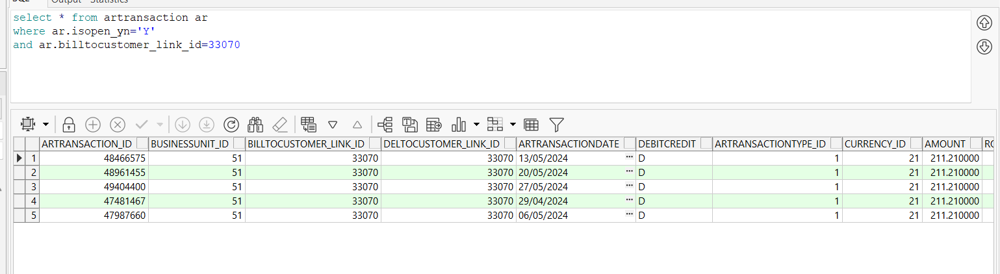 Output
Statistics
select * from artransaction ar
where ar.isopen_yn='Y'
and ar.billtocustomer_link_id=33070
ARTRANSACTION_ID BUSINESSUNIT_ID BILLTOCUSTOMER_LINK_ID DELTOCUSTOMER_LINK_ID ARTRANSACTIONDATE DEBITCREDIT ARTRANSACTIONTYPE_ID CURRENCY_ID AMOUNT
1 48466575 51 33070 33070 13/05/2024 ··· D 1 21 211.210000
2 48961455 51 33070 33070 20/05/2024 ··· D 1 21 211.210000
3 49404400 51 33070 33070 27/05/2024 ··· D 1 21 211.210000
4 47481467 51 33070 33070 29/04/2024 ··· D 1 21 211.210000
5 47987660 51 33070 33070 06/05/2024 ··· D 1 21 211.210000